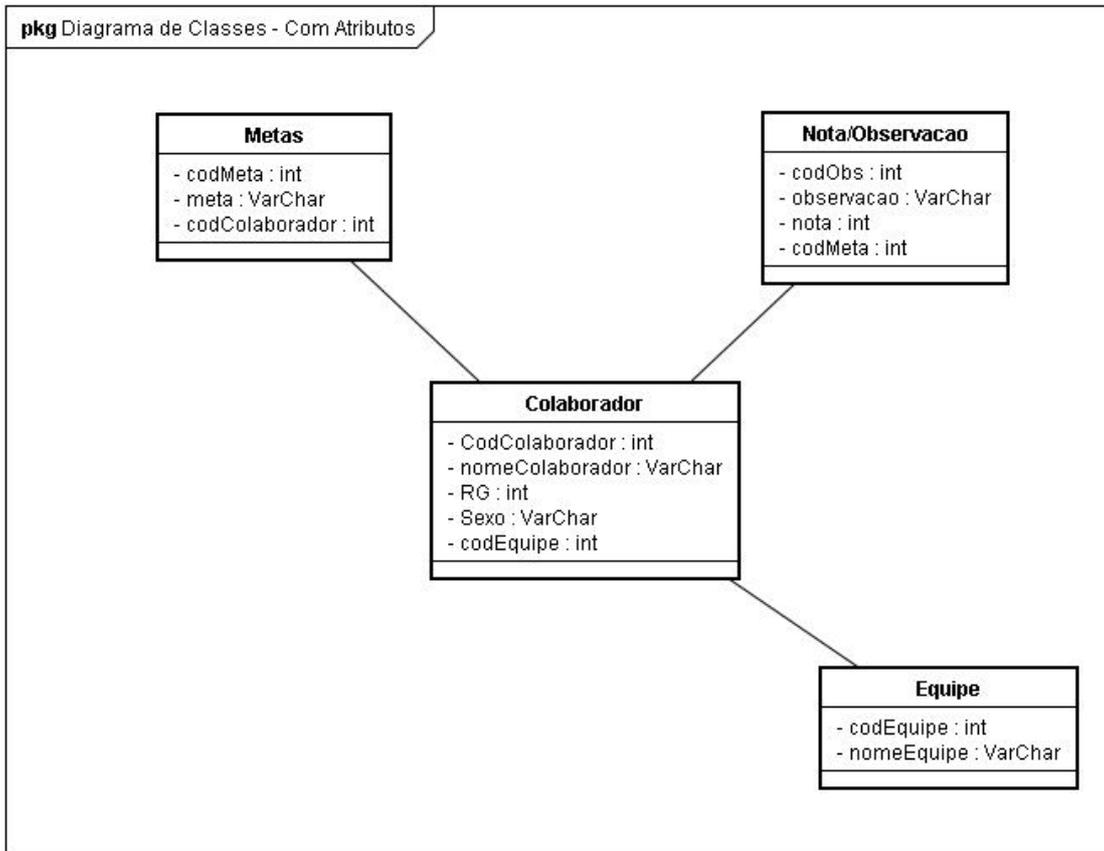 pkg Diagrama de Classes - Com Atributos
Metas
- codMeta : int
- meta : VarChar
- codColaborador : int
Nota/Observacao
- codObs : int
- observacao : VarChar
- nota : int
- codMeta : int
Colaborador
- CodColaborador : int
- nomeColaborador : VarChar
- RG : int
- Sexo : VarChar
- codEquipe : int
Equipe
- codEquipe : int
- nomeEquipe : VarChar